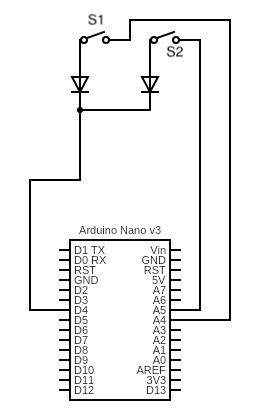 S1
S2
Arduino Nano v3
D1 TX Vin
D0 RX GND
RST RST
GND 5V
D2 A7
D3 A6
D4 A5
D5 A4
D6 A3
D7 A2
D8 A1
D9 A0
D10 AREF
D11 3V3
D12 D13